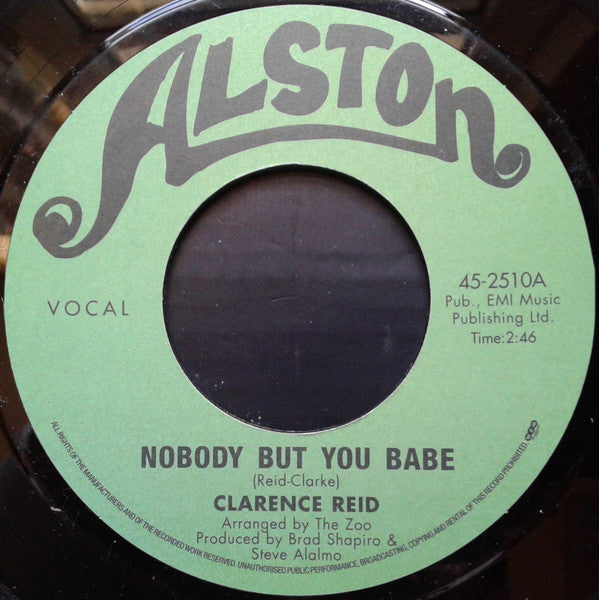 ALSTON
VOCAL
45-2510A
Pub., EMI Music
Publishing Ltd.
Time:2:46
NOBODY BUT YOU BABE
(Reid-Clarke)
CLARENCE REID
Arranged by The Zoo
Produced by Brad Shapiro &
Steve Alalmo
ALL RIGHTS OF THE MANUFACTURERS AND OF THE RECORDED WORK RESERVED. UNAUTHORISED PUBLIC PERFORMANCE, BROADCASTING, COPYING AND RENTAL OF THIS RECORD PROHIBITED.